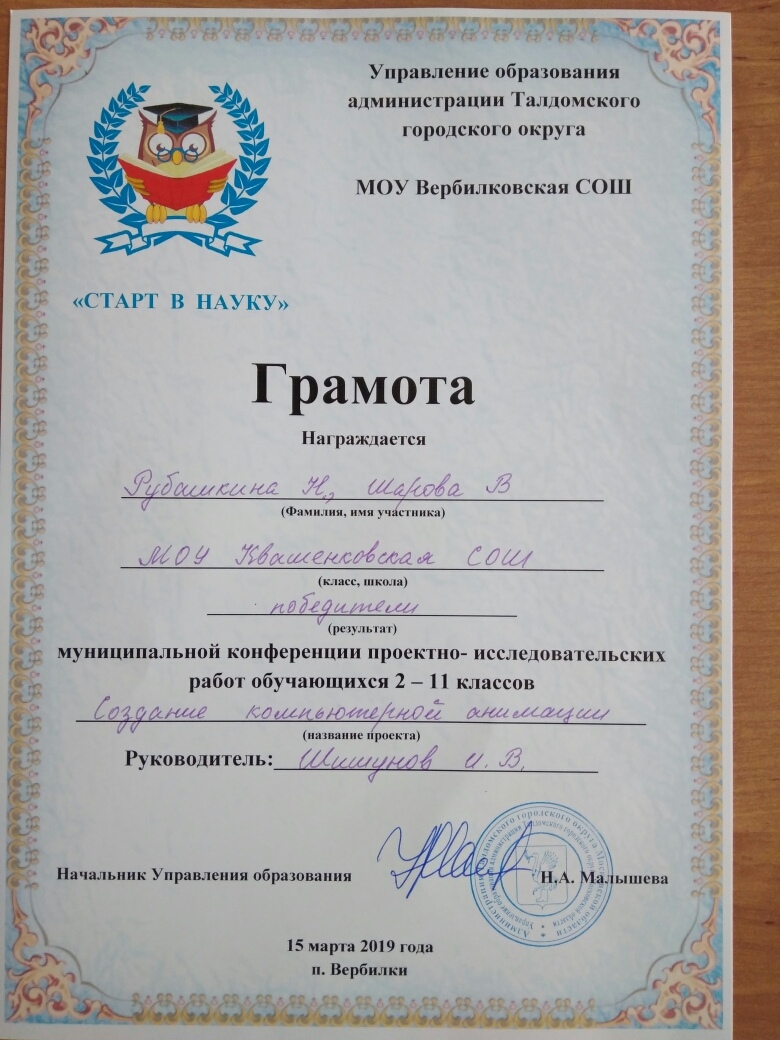 Управление образования
администрации Талдомского
городского округа
МОУ Вербилковская СОШ
«СТАРТ В НАУКУ»
Грамота
Награждается
Рубашкина Н., Шарова В
(Фамилия, имя участника)
МОУ Квашенковская СОШ
(класс, школа)
победители
(результат)
муниципальной конференции проектно- исследовательских
работ обучающихся 2 – 11 классов
Создание компьютерной анимации
(название проекта)
Руководитель: Шишунов И. В.
Начальник Управления образования Н.А. Малышева
15 марта 2019 года
п. Вербилки